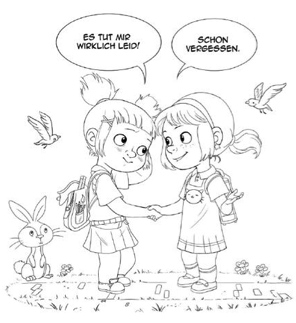 ES TUT MIR
WIRKLICH LEID!
SCHON
VERGESSEN.